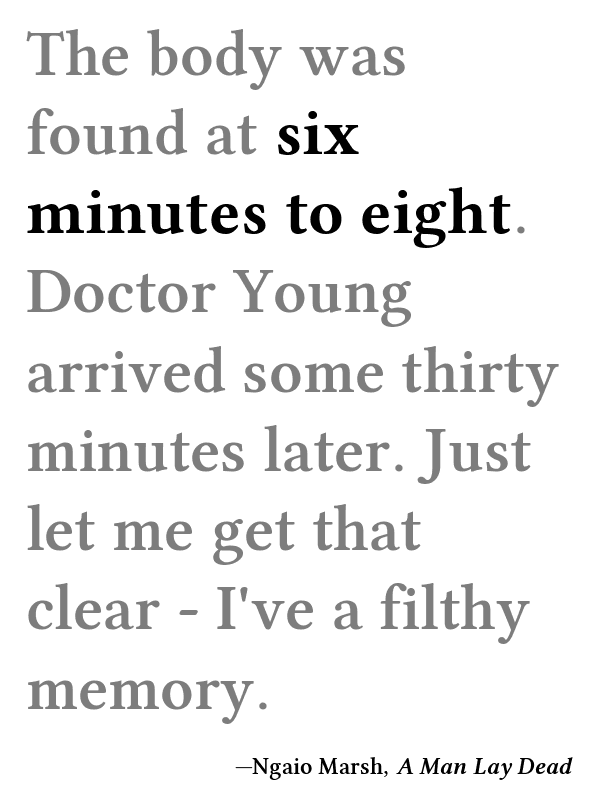 The body was
found at six
minutes to eight.
Doctor Young
arrived some thirty
minutes later. Just
let me get that
clear - I've a filthy
memory.
—Ngaio Marsh, A Man Lay Dead